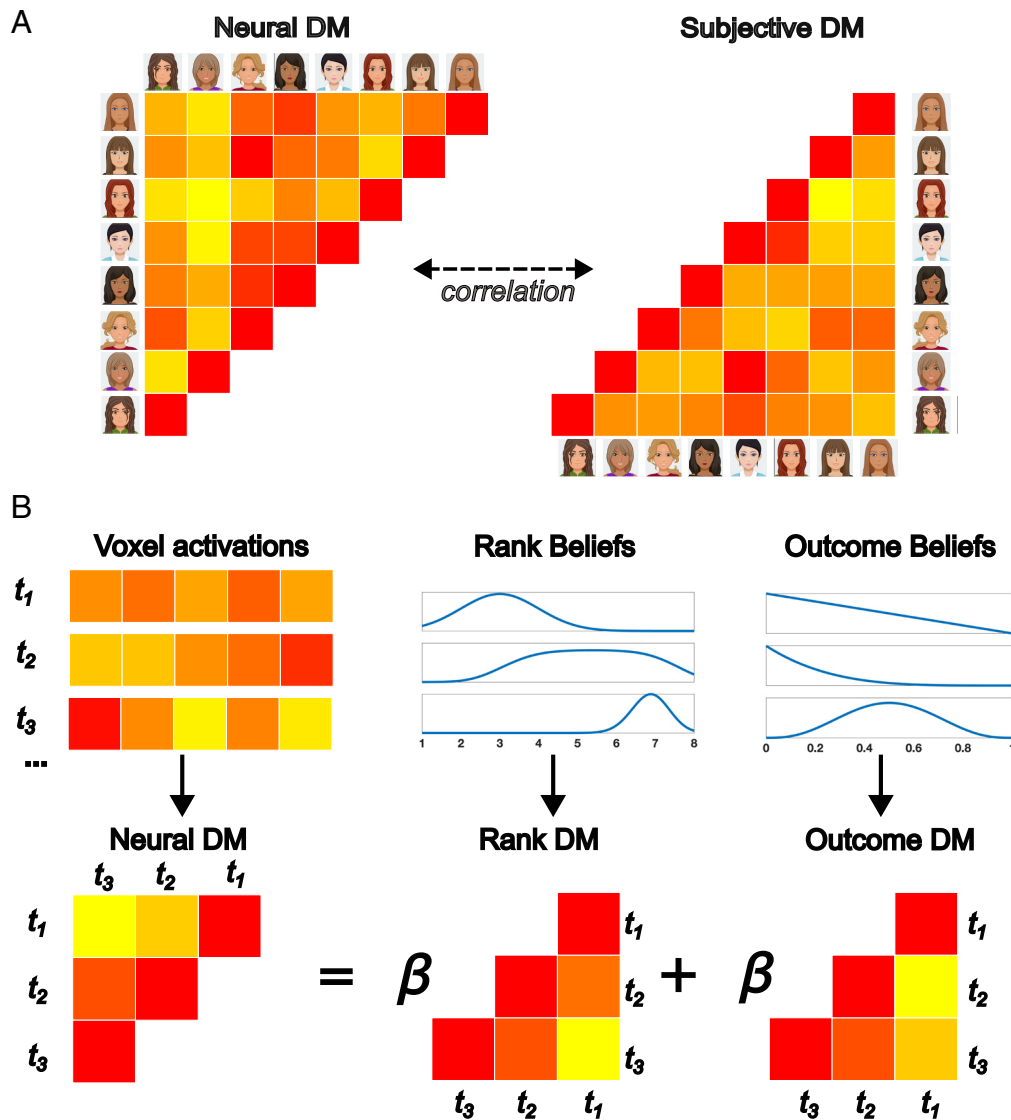 A
Neural DM
Subjective DM
correlation
B
Voxel activations
Rank Beliefs
Outcome Beliefs
t1
t2
t3
...
1 2 3 4 5 6 7 8
0 0.2 0.4 0.6 0.8 1
Neural DM
Rank DM
Outcome DM
t3 t2 t1
t1
t2
t3
=
β
t1
t2
t3
t3 t2 t1
+
β
t1
t2
t3
t3 t2 t1